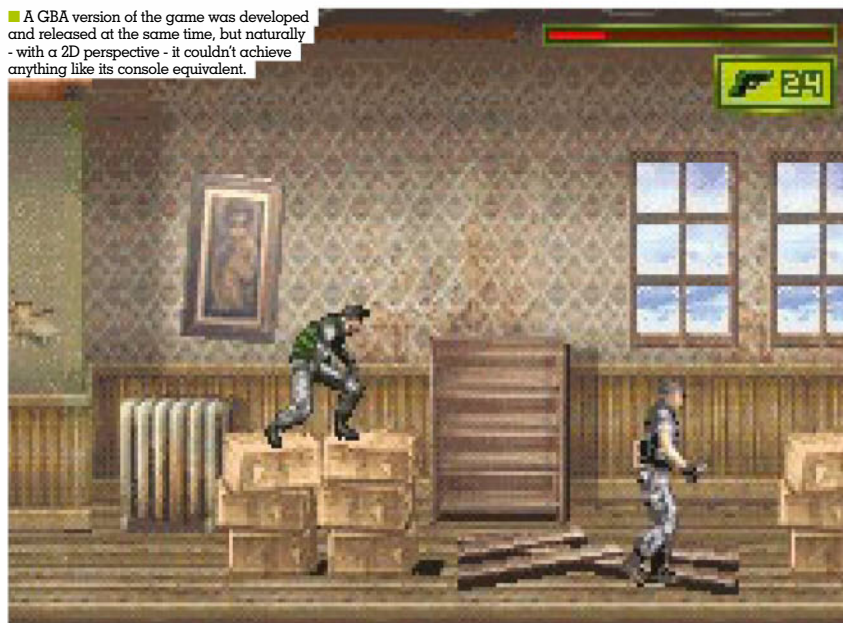 A GBA version of the game was developed
and released at the same time, but naturally
- with a 2D perspective - it couldn't achieve
anything like its console equivalent.
24